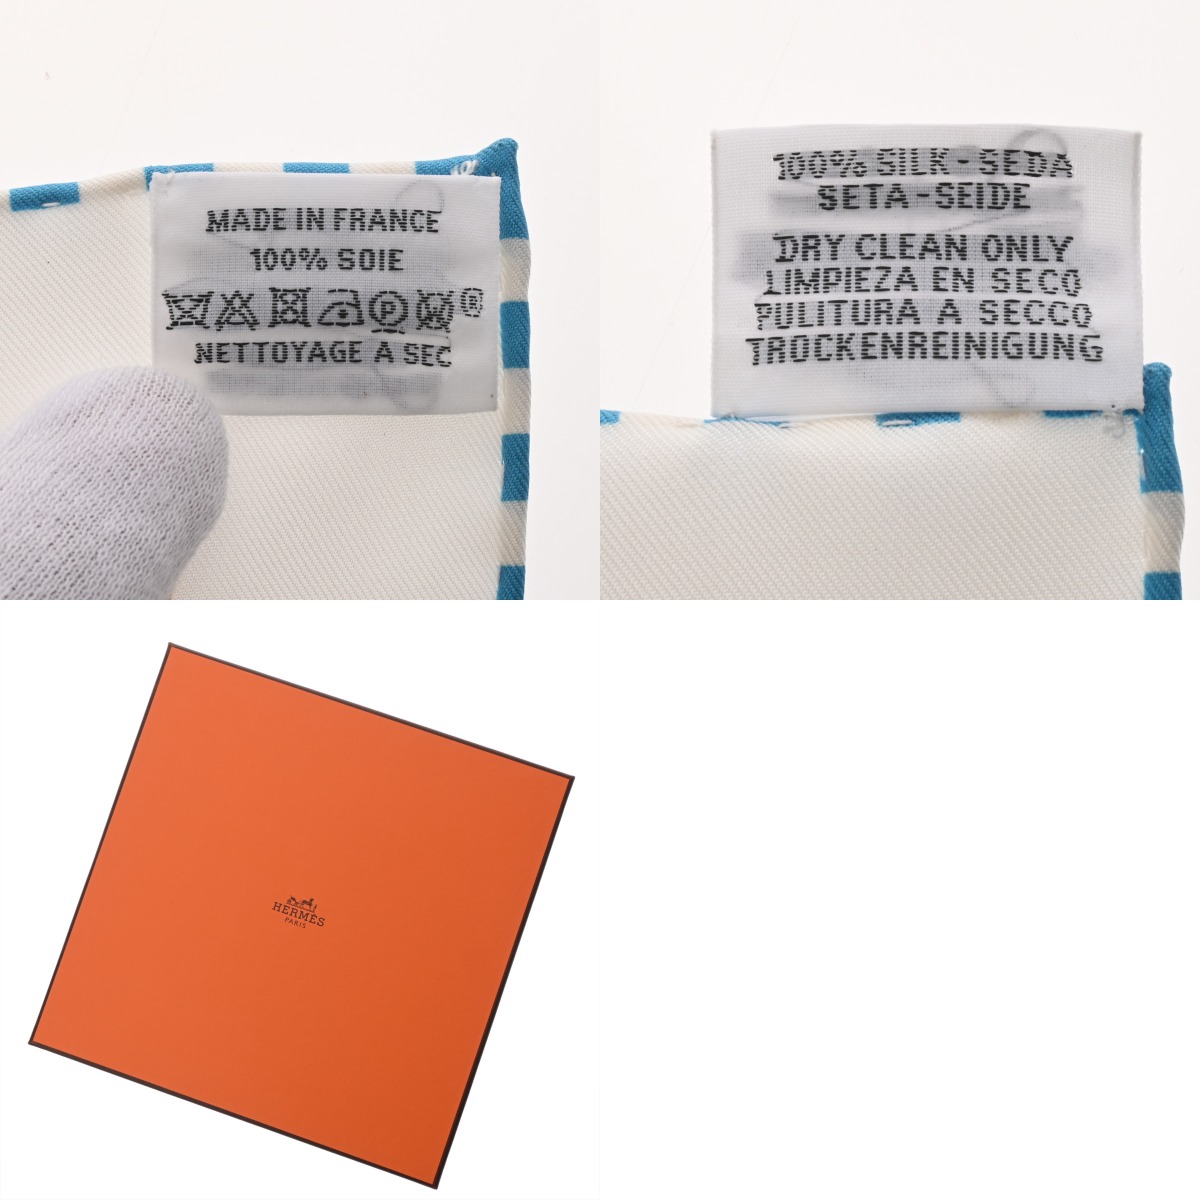 MADE IN FRANCE
100% SOIE
®
NETTOYAGE A SEC
100% SILK - SEDA
SETA - SEIDE
DRY CLEAN ONLY
LIMPIEZA EN SECO
PULITURA A SECCO
TROCKENREINIGUNG
HERMÈS
PARIS